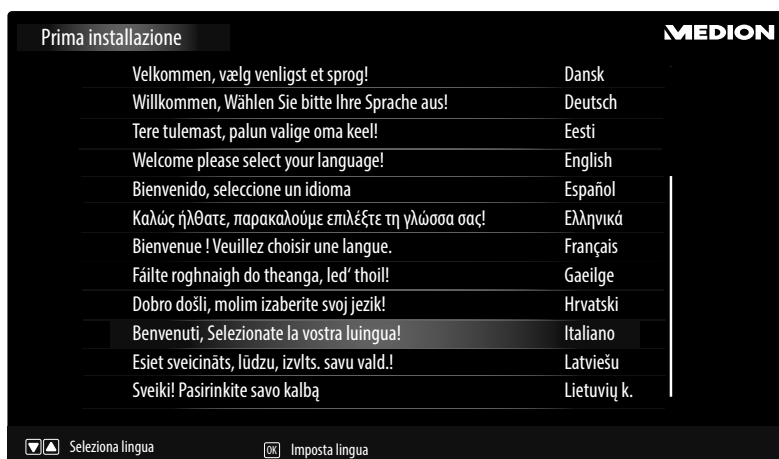 Prima installazione
MEDION
Velkommen, vælg venligst et sprog! Dansk
Willkommen, Wählen Sie bitte Ihre Sprache aus! Deutsch
Tere tulemast, palun valige oma keel! Eesti
Welcome please select your language! English
Bienvenido, seleccione un idioma Español
Καλώς ήλθατε, παρακαλούμε επιλέξτε τη γλώσσα σας! Ελληνικά
Bienvenue ! Veuillez choisir une langue. Français
Fáilte roghnaigh do theanga, led‘ thoil! Gaeilge
Dobro došli, molim izaberite svoj jezik! Hrvatski
Benvenuti, Selezionate la vostra luingua! Italiano
Esiet sveicināts, lūdzu, izvlts. savu vald.! Latviešu
Sveiki! Pasirinkite savo kalbą Lietuvių k.
Seleziona lingua OK Imposta lingua